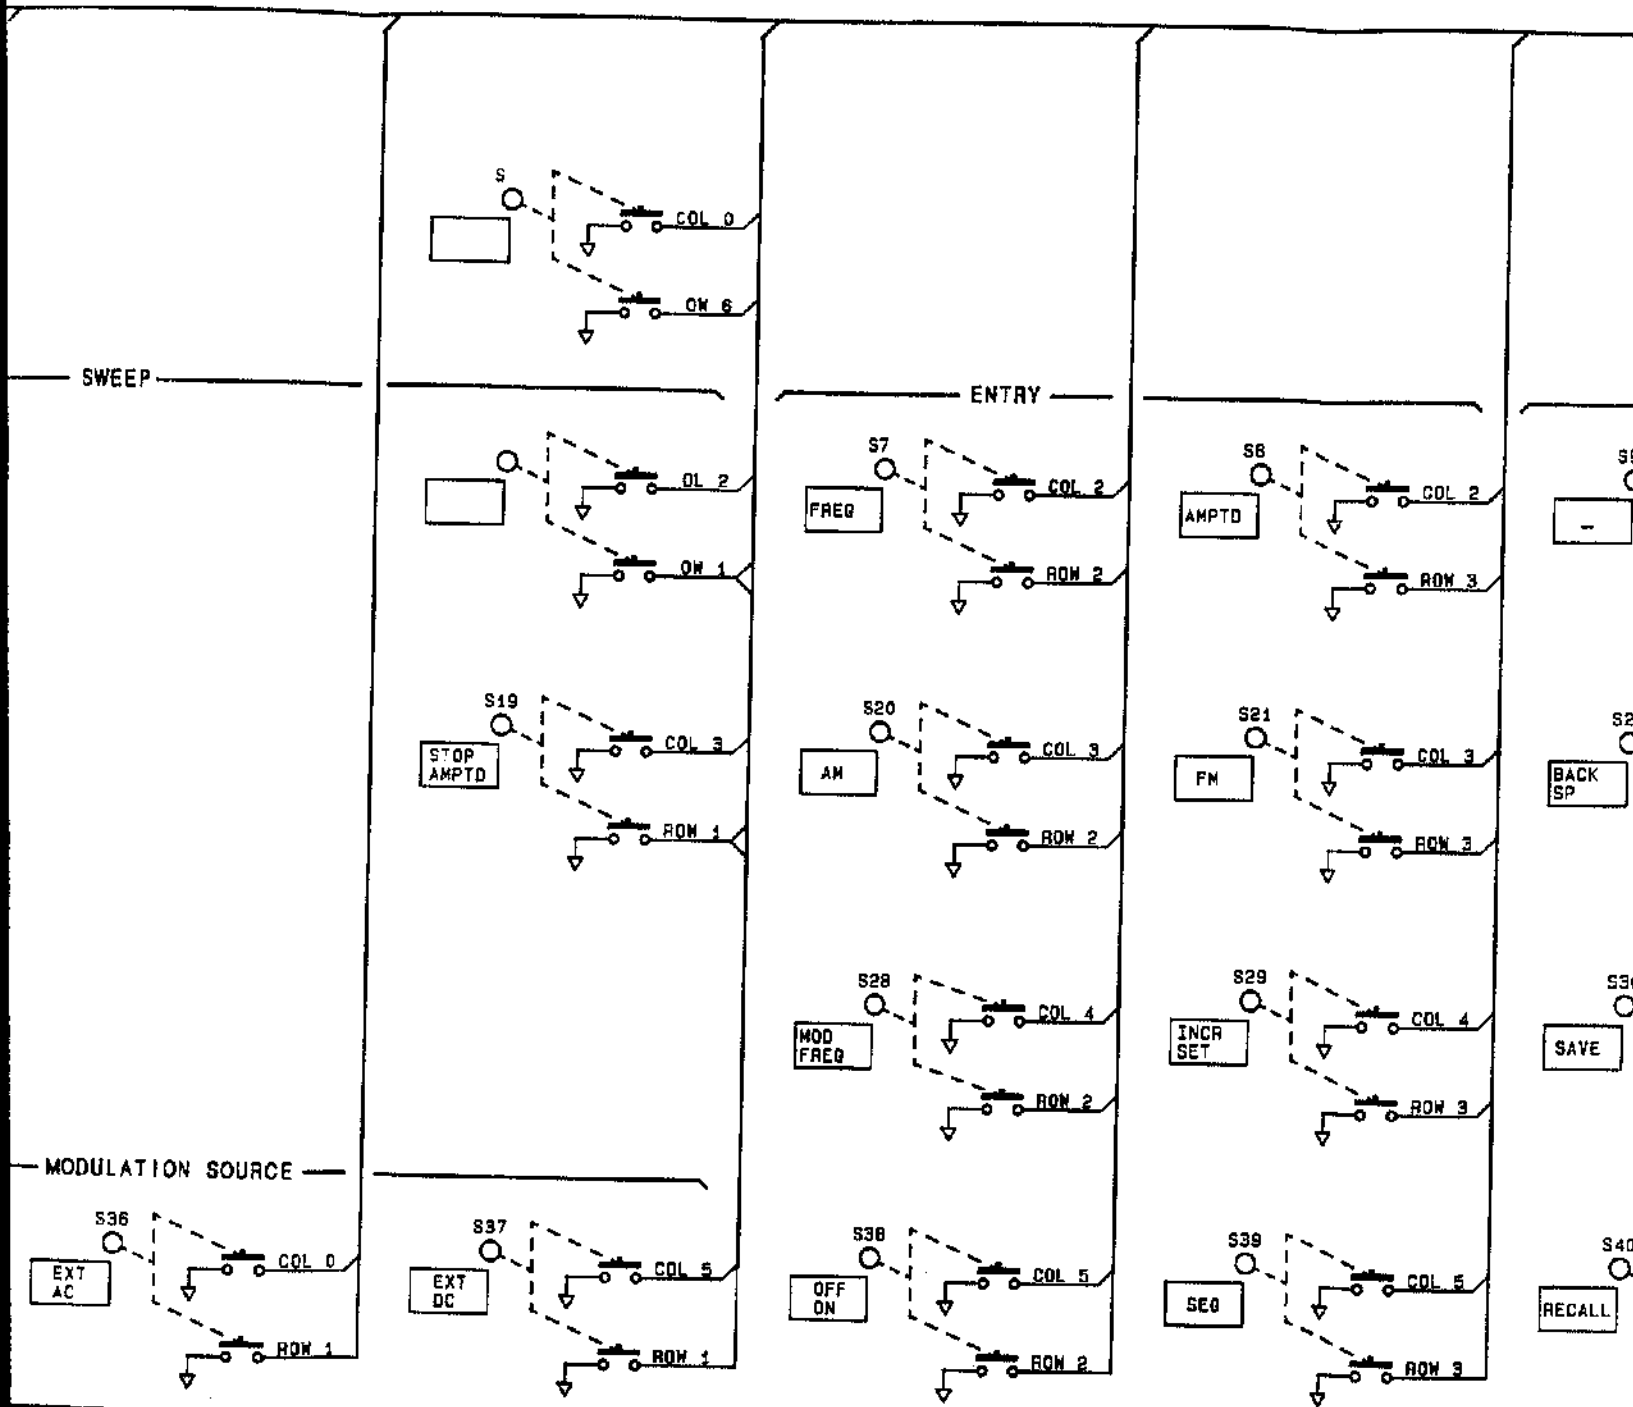 S
COL 0
OW 6
SWEEP
ENTRY
OL 2
OW 1
S7
FREQ
COL 2
ROW 2
S8
AMPTD
COL 2
ROW 3
–
S19
STOP
AMPTD
COL 3
ROW 1
S20
AM
COL 3
ROW 2
S21
FM
COL 3
ROW 3
BACK
SP
S28
MOD
FREQ
COL 4
ROW 2
S29
INCR
SET
COL 4
ROW 3
SAVE
MODULATION SOURCE
S36
EXT
AC
COL 0
ROW 1
S37
EXT
DC
COL 5
ROW 1
S38
OFF
ON
COL 5
ROW 2
S39
SEQ
COL 5
ROW 3
S40
RECALL